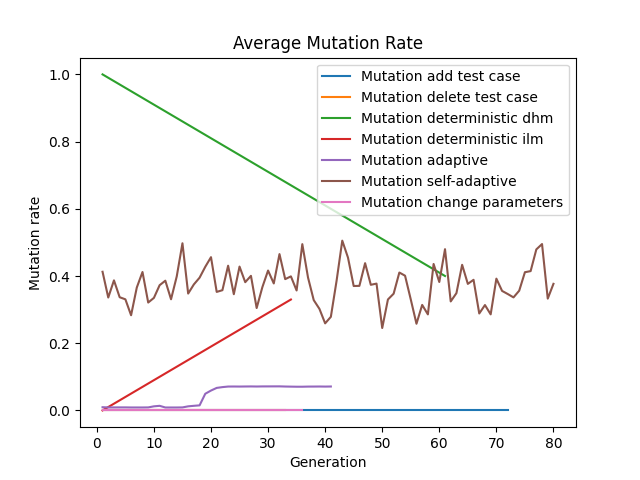 Average Mutation Rate
Mutation rate
1.0
0.8
0.6
0.4
0.2
0.0
Mutation add test case
Mutation delete test case
Mutation deterministic dhm
Mutation deterministic ilm
Mutation adaptive
Mutation self-adaptive
Mutation change parameters
0 10 20 30 40 50 60 70 80
Generation